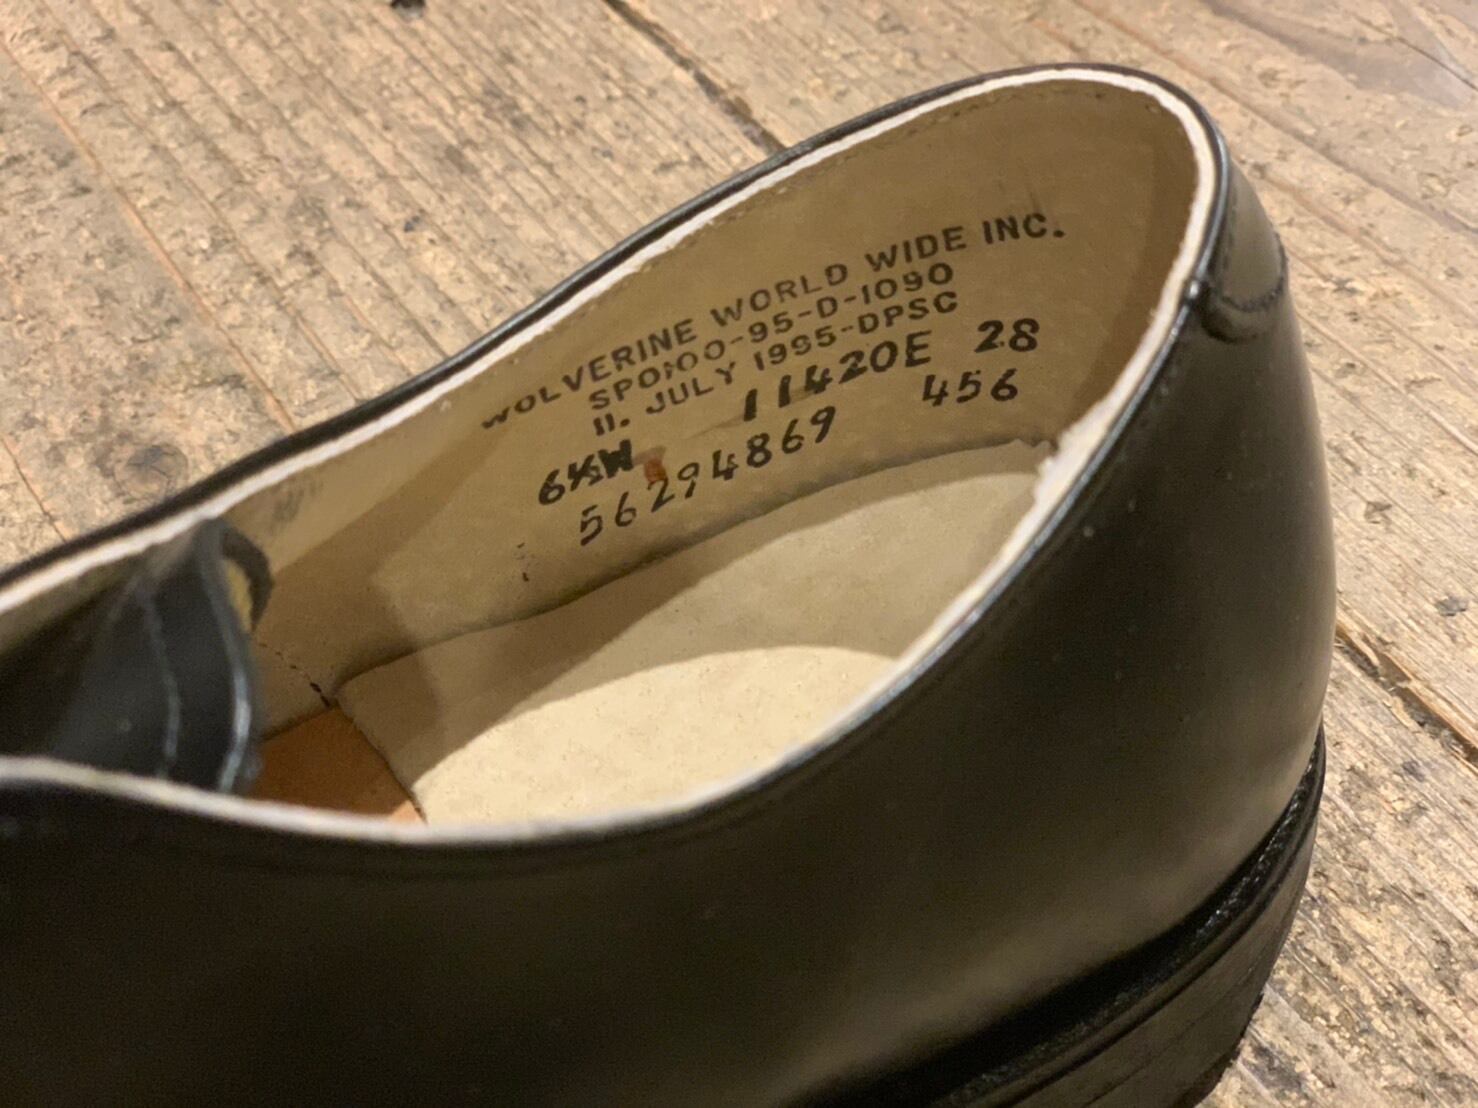 WOLVERINE WORLD WIDE INC.
SPO100-95-D-1090
11. JULY 1995-DPSC
6½W 11420E 28
56294869 456